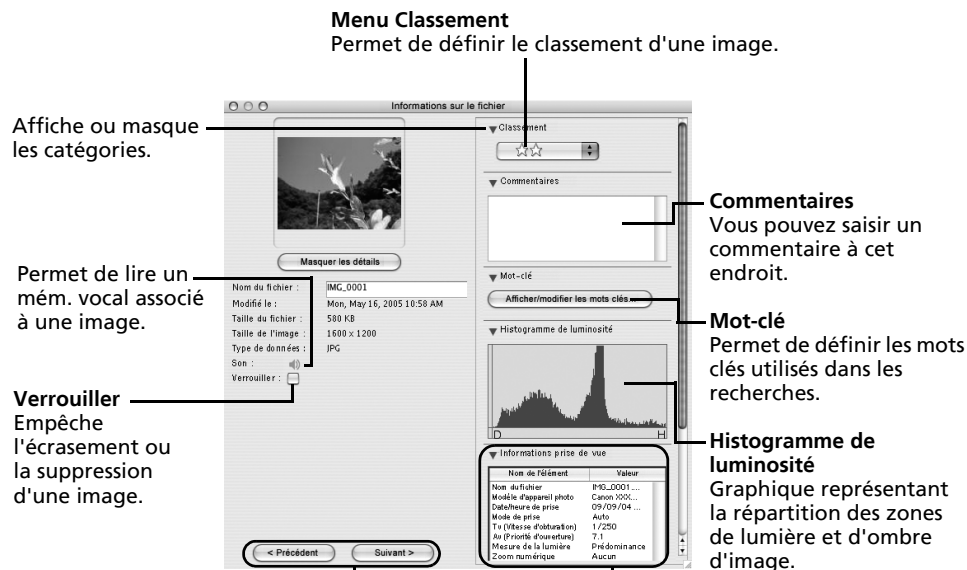 Menu Classement
Permet de définir le classement d'une image.
Affiche ou masque
les catégories.
Permet de lire un
mém. vocal associé
à une image.
Verrouiller
Empêche
l'écrasement ou
la suppression
d'une image.
Informations sur le fichier
Masquer les détails
Nom du fichier : IMG_0001
Modifié le : Mon, May 16, 2005 10:58 AM
Taille du fichier : 580 KB
Taille de l'image : 1600 x 1200
Type de données : JPG
Son :
Verrouiller :
< Précédent
Suivant >
Classement
Commentaires
Mot-clé
Afficher/modifier les mots clés...
Histogramme de luminosité
D H
Informations prise de vue
Nom de l'élément Valeur
Nom du fichier IMG_0001 ...
Modèle d'appareil photo Canon XXX...
Date/heure de prise 09/09/04 ...
Mode de prise Auto
Tv (Vitesse d'obturation) 1/250
Av (Priorité d'ouverture) 7.1
Mesure de la lumière Prédominance
Zoom numérique Aucun
Commentaires
Vous pouvez saisir un
commentaire à cet
endroit.
Mot-clé
Permet de définir les mots
clés utilisés dans les
recherches.
Histogramme de
luminosité
Graphique représentant
la répartition des zones
de lumière et d'ombre
d'image.